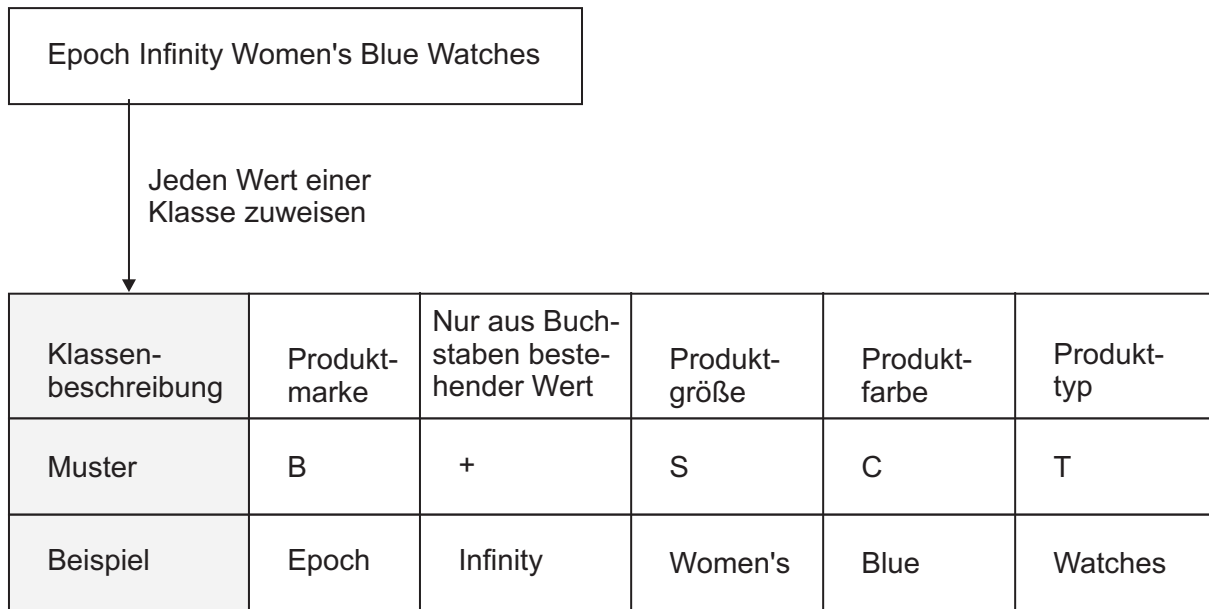 Epoch Infinity Women's Blue Watches
Jeden Wert einer
Klasse zuweisen
Klassen-
beschreibung
Produkt-
marke
Nur aus Buch-
staben beste-
hender Wert
Produkt-
größe
Produkt-
farbe
Produkt-
typ
Muster
B
+
S
C
T
Beispiel
Epoch
Infinity
Women's
Blue
Watches